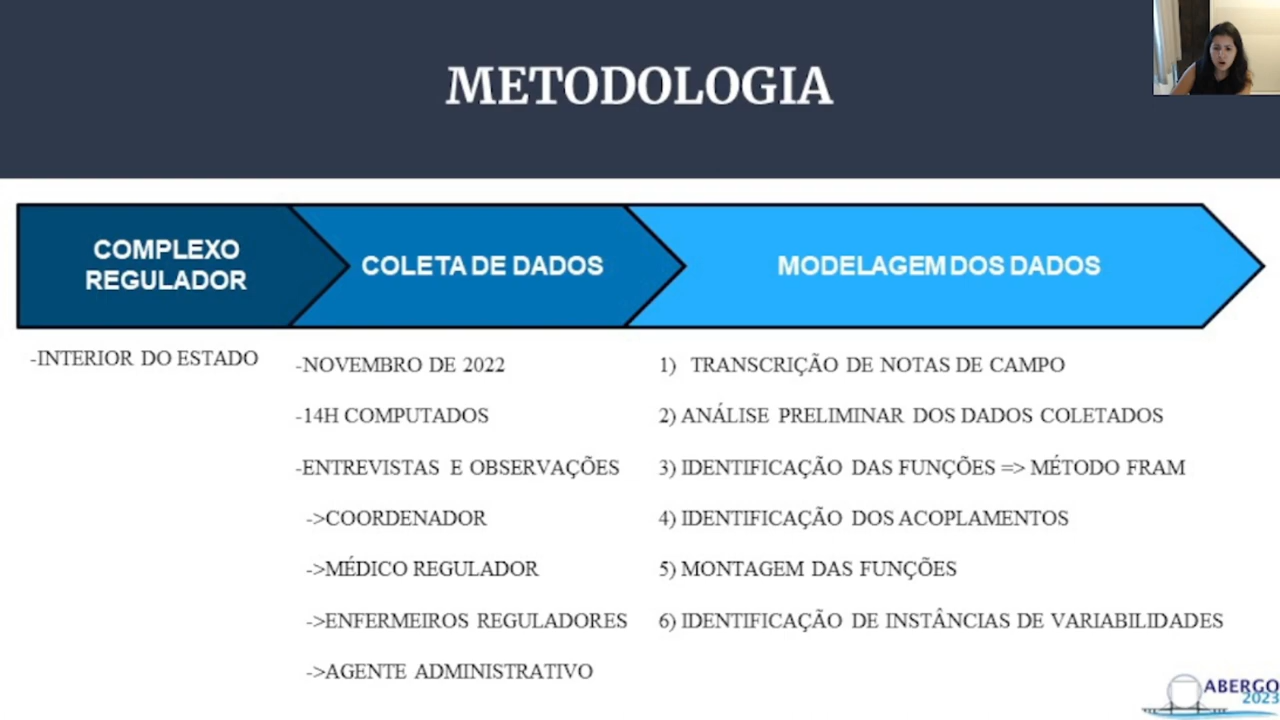 METODOLOGIA
COMPLEXO
REGULADOR
COLETA DE DADOS
MODELAGEM DOS DADOS
-INTERIOR DO ESTADO
-NOVEMBRO DE 2022
-14H COMPUTADOS
-ENTREVISTAS E OBSERVAÇÕES
->COORDENADOR
->MÉDICO REGULADOR
->ENFERMEIROS REGULADORES
->AGENTE ADMINISTRATIVO
1) TRANSCRIÇÃO DE NOTAS DE CAMPO
2) ANÁLISE PRELIMINAR DOS DADOS COLETADOS
3) IDENTIFICAÇÃO DAS FUNÇÕES => MÉTODO FRAM
4) IDENTIFICAÇÃO DOS ACOPLAMENTOS
5) MONTAGEM DAS FUNÇÕES
6) IDENTIFICAÇÃO DE INSTÂNCIAS DE VARIABILIDADES
ABERGO
2023